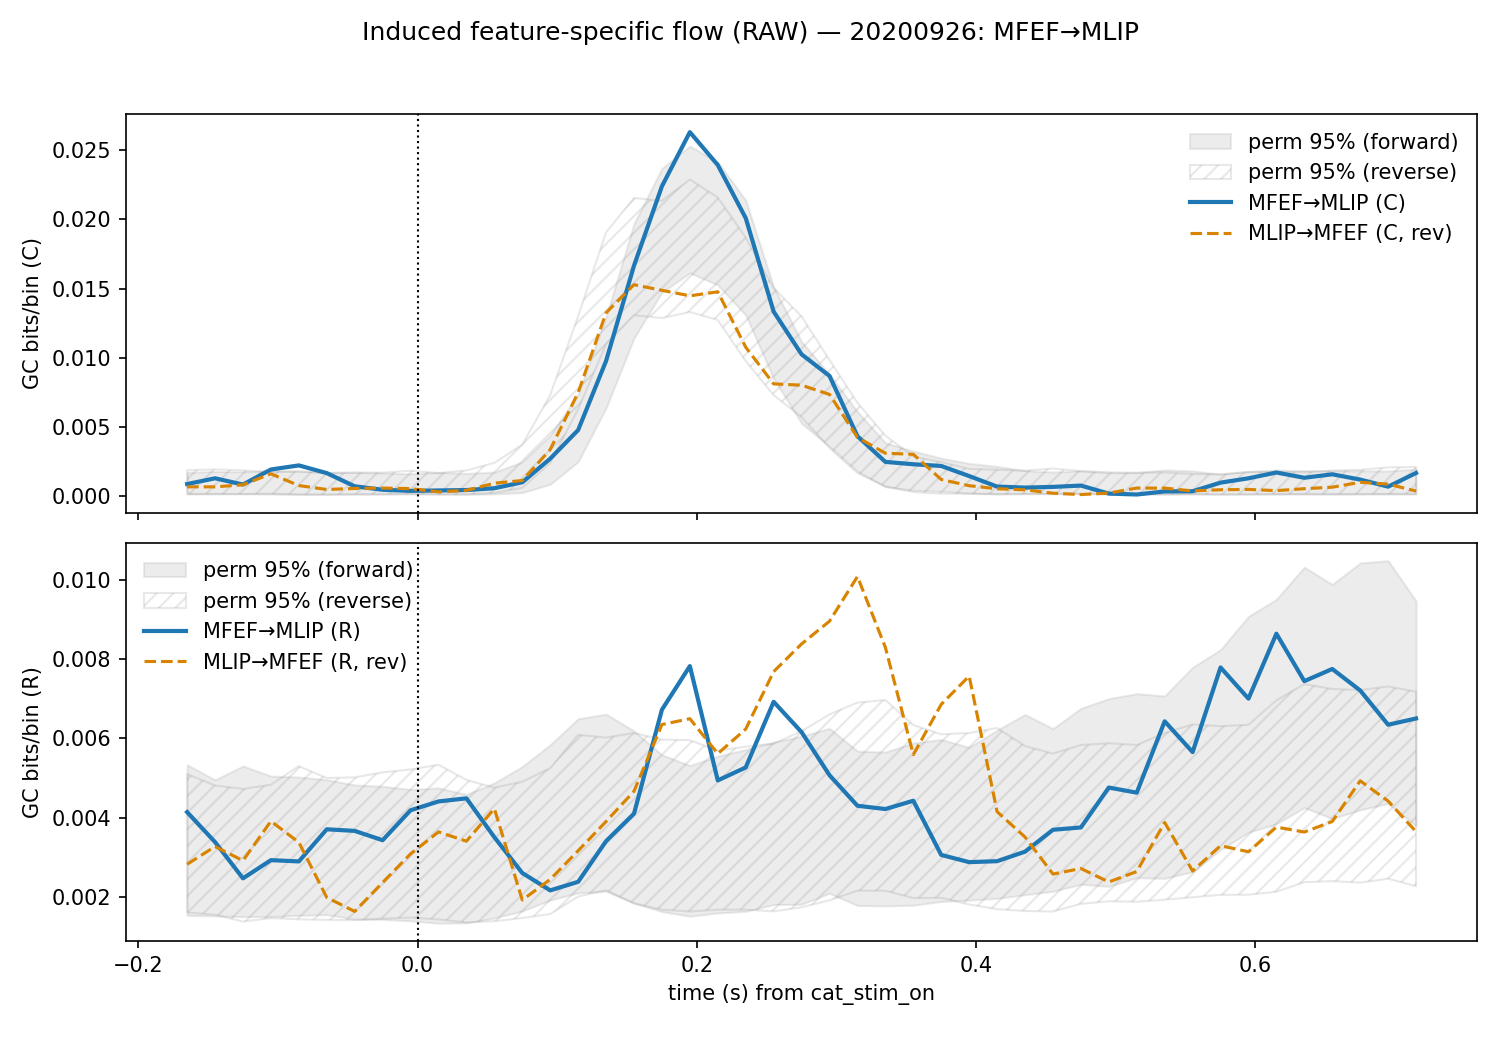 Induced feature-specific flow (RAW) — 20200926: MFEF→MLIP
GC bits/bin (C)
0.025
0.020
0.015
0.010
0.005
0.000
perm 95% (forward)
perm 95% (reverse)
MFEF→MLIP (C)
MLIP→MFEF (C, rev)
GC bits/bin (R)
0.010
0.008
0.006
0.004
0.002
perm 95% (forward)
perm 95% (reverse)
MFEF→MLIP (R)
MLIP→MFEF (R, rev)
−0.2 0.0 0.2 0.4 0.6
time (s) from cat_stim_on